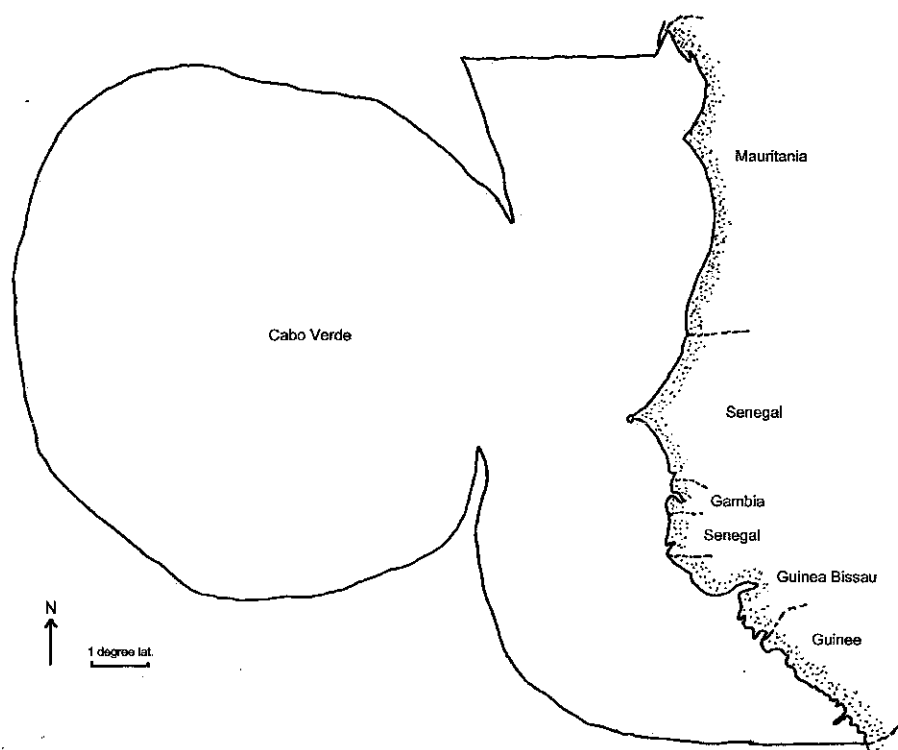 Mauritania
Cabo Verde
Senegal
Gambia
Senegal
Guinea Bissau
Guinee
N
1 degree lat.